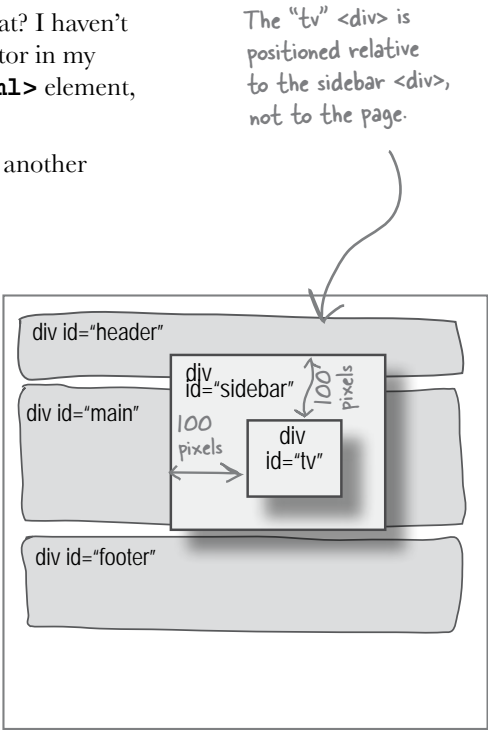 at? I haven't
tor in my
ml> element,
another
The “tv” <div> is
positioned relative
to the sidebar <div>,
not to the page.
div id=“header”
div
id=“sidebar”
100
pixels
div id=“main”
100
pixels
div
id=“tv”
div id=“footer”